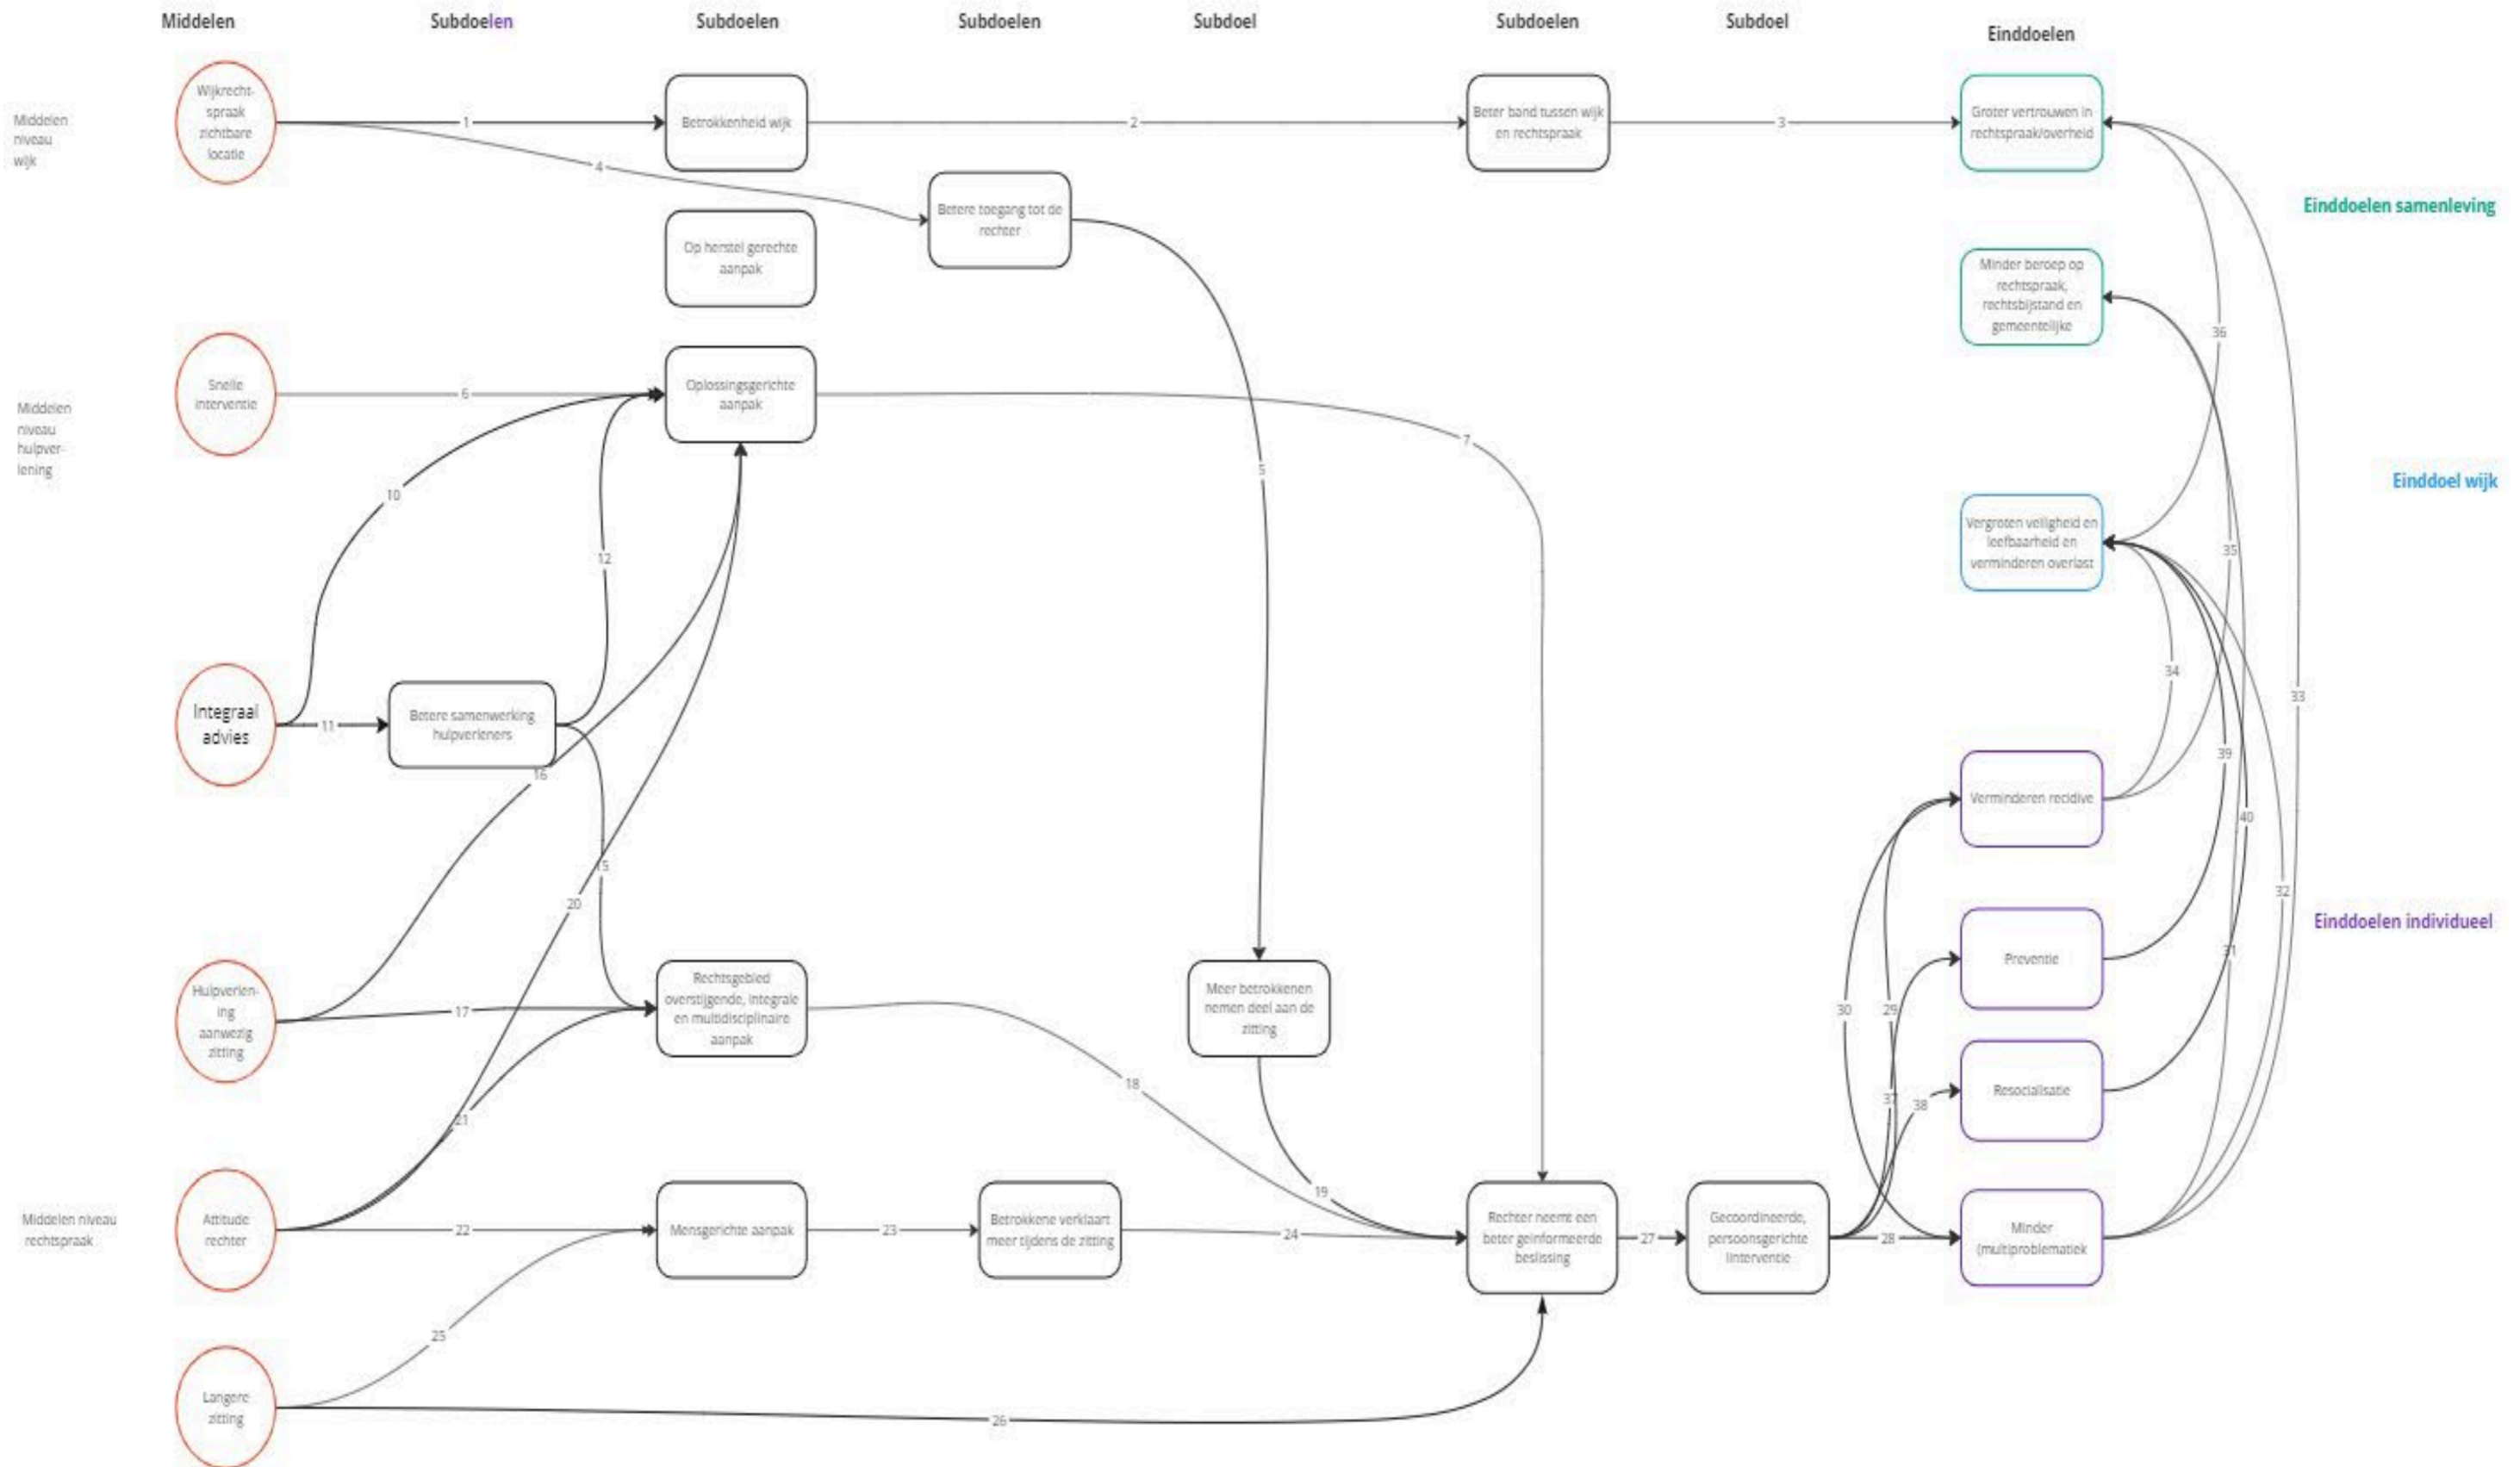 Middelen
Subdoelen
Subdoelen
Subdoelen
Subdoel
Subdoelen
Subdoel
Einddoelen
Middelen
niveau
wijk
Wijkrecht-
spraak
zichtbare
locatie
1
Betrokkenheid wijk
2
Beter band tussen wijk
en rechtspraak
3
Groter vertrouwen in
rechtspraak/overheid
4
Betere toegang tot de
rechter
Einddoelen samenleving
Op herstel gerechte
aanpak
Minder beroep op
rechtspraak,
rechtsbijstand en
gemeentelijke
36
Middelen
niveau
hulpver-
lening
Snelle
interventie
6
Oplossingsgerichte
aanpak
7
5
10
12
Einddoel wijk
Vergroten veiligheid en
leefbaarheid en
verminderen overlast
35
34
33
Integraal
advies
11
Betere samenwerking
hulpverleners
16
15
20
Verminderen recidive
39
40
32
Einddoelen individueel
Hulpverlen-
ing
aanwezig
zitting
17
Rechtsgebied
overstijgende, integrale
en multidisciplinaire
aanpak
18
Meer betrokkenen
nemen deel aan de
zitting
30
29
Preventie
31
21
19
37
38
Resocialisatie
Middelen niveau
rechtspraak
Attitude
rechter
22
Mensgerichte aanpak
23
Betrokkene verklaart
meer tijdens de zitting
24
Rechter neemt een
beter geinformeerde
beslissing
27
Gecoordineerde,
persoonsgerichte
linterventie
28
Minder
(multiproblematiek
25
Langere
zitting
26